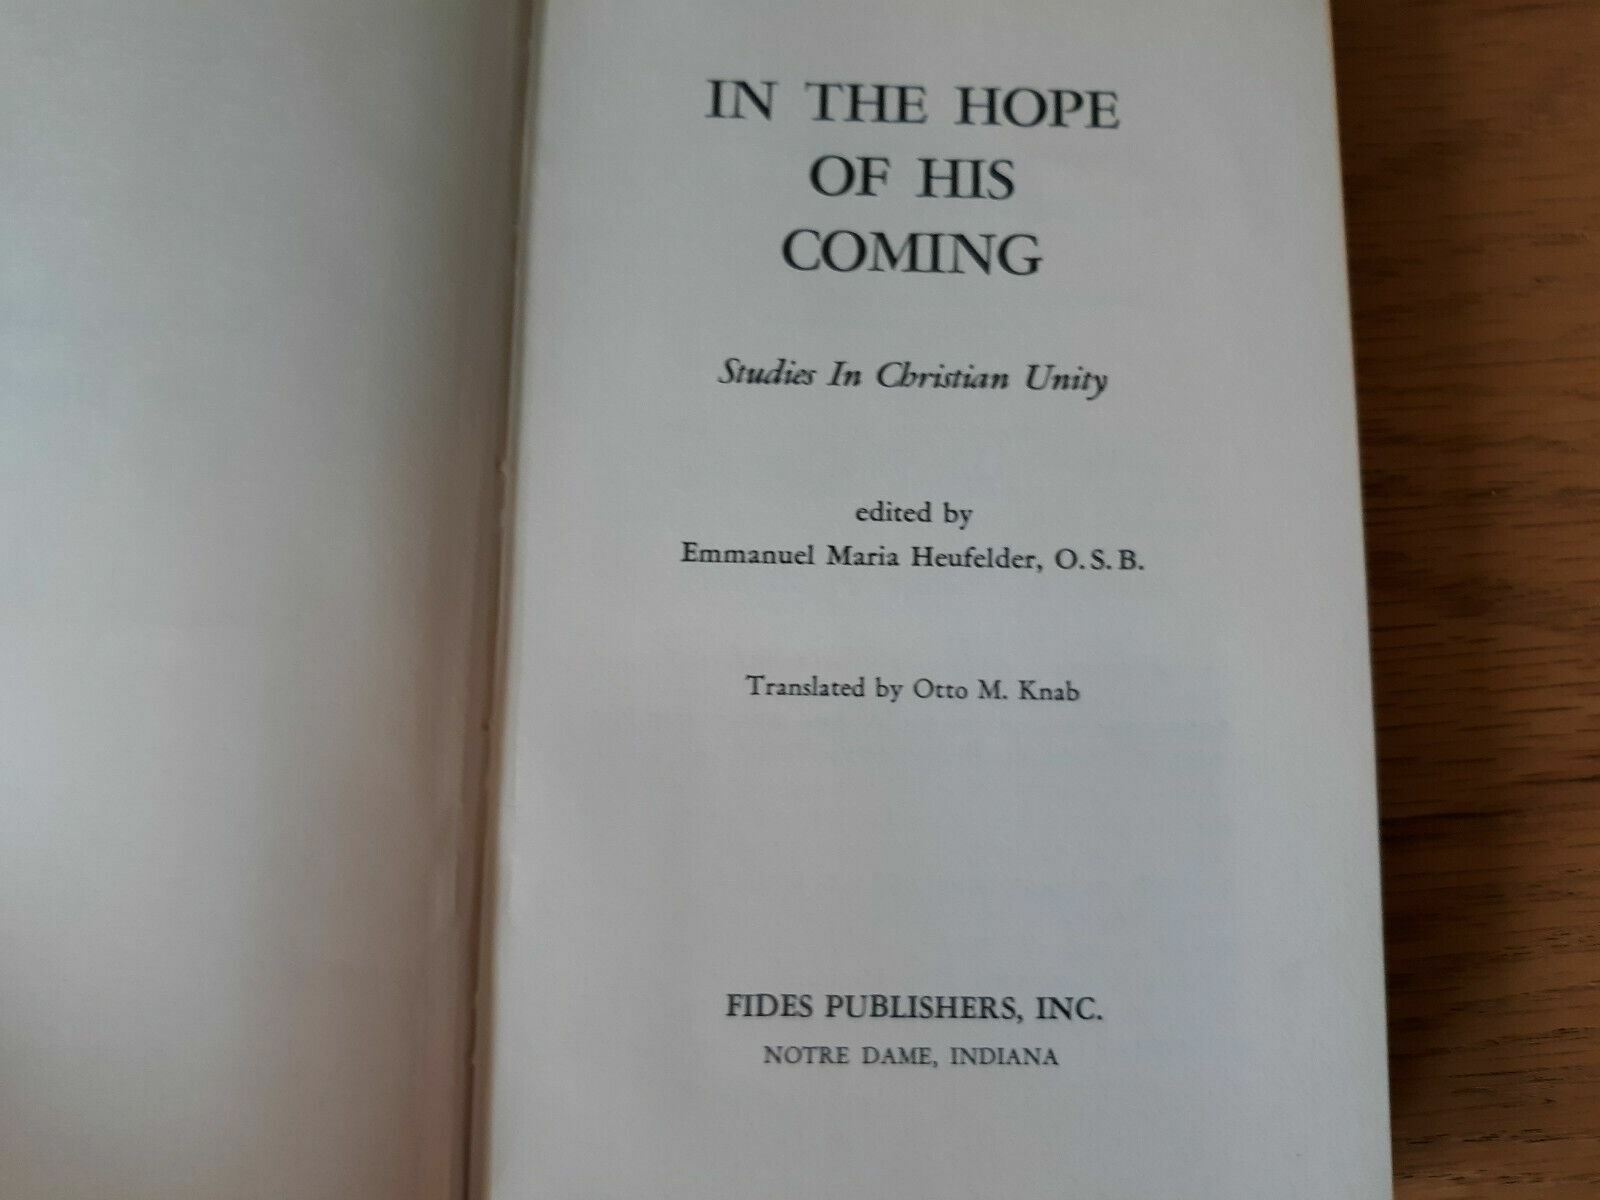 IN THE HOPE
OF HIS
COMING
Studies In Christian Unity
edited by
Emmanuel Maria Heufelder, O.S.B.
Translated by Otto M. Knab
FIDES PUBLISHERS, INC.
NOTRE DAME, INDIANA